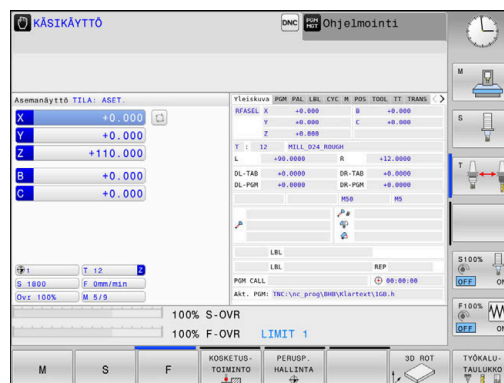 KÄSIKÄYTTÖ
DNC
PGM MGT
Ohjelmointi
Asemanäyttö TILA: ASET.
X +0.000
Y +0.000
Z +110.000
B +0.000
C +0.000
1 T 12 Z
S 1800 F 0mm/min
Ovr 100% M 5/9
Yleiskuva PGM PAL LBL CYC M POS TOOL TT TRANS
RFASEL X +0.000 B +0.000
Y +0.000 C +0.000
Z +0.000
T : 12 MILL_D24_ROUGH
L +90.0000 R +12.0000
DL-TAB +0.0000 DR-TAB +0.0000
DL-PGM +0.0000 DR-PGM +0.0000
M50 M5
LBL
LBL REP
PGM CALL 00:00:00
Akt. PGM: TNC:\nc_prog\BHB\Klartext\1GB.h
100% S-OVR
100% F-OVR LIMIT 1
M
S
T
S100%
OFF ON
F100%
OFF ON
M
S
F
KOSKETUS-
TOIMINTO
PERUSP.
HALLINTA
3D ROT
TYÖKALU-
TAULUKKO